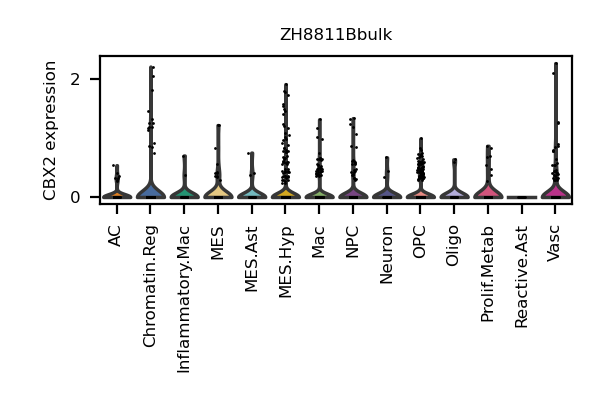 ZH8811Bbulk
CBX2 expression
2
0
AC
Chromatin.Reg
Inflammatory.Mac
MES
MES.Ast
MES.Hyp
Mac
NPC
Neuron
OPC
Oligo
Prolif.Metab
Reactive.Ast
Vasc